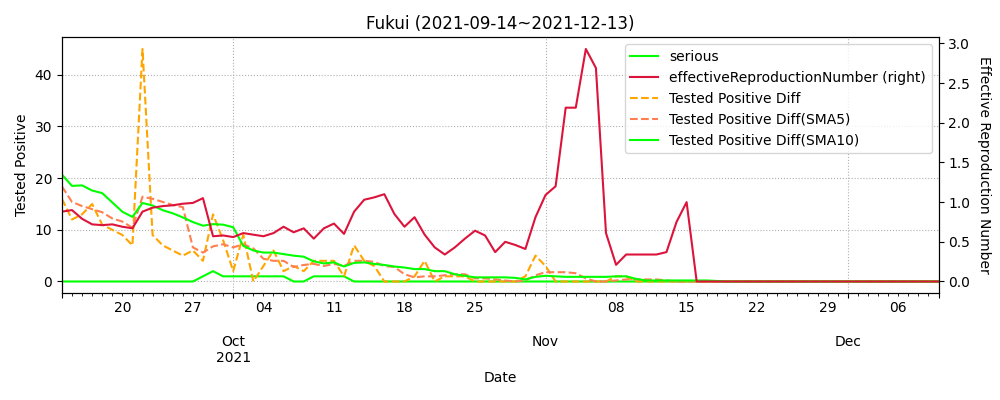 Fukui (2021-09-14~2021-12-13)
serious
effectiveReproductionNumber (right)
Tested Positive Diff
Tested Positive Diff(SMA5)
Tested Positive Diff(SMA10)
Tested Positive
40
30
20
10
0
Effective Reproduction Number
3.0
2.5
2.0
1.5
1.0
0.5
0.0
20 27 04 11 18 25 08 15 22 29 06
Oct Nov Dec
2021
Date